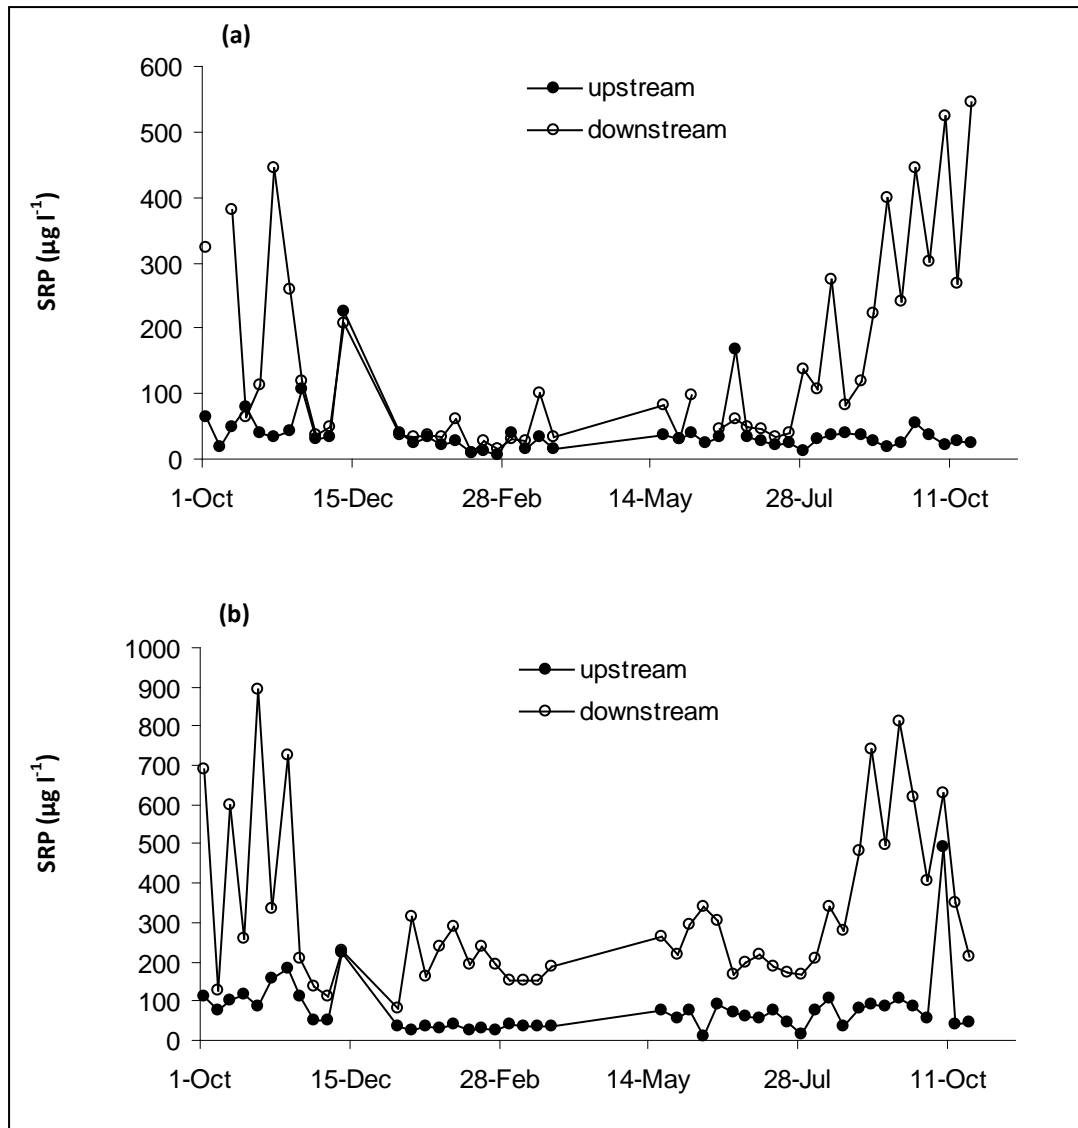 (a)
600
500
400
300
200
100
0
SRP (µg l⁻¹)
upstream
downstream
1-Oct 15-Dec 28-Feb 14-May 28-Jul 11-Oct
(b)
1000
900
800
700
600
500
400
300
200
100
0
SRP (µg l⁻¹)
upstream
downstream
1-Oct 15-Dec 28-Feb 14-May 28-Jul 11-Oct